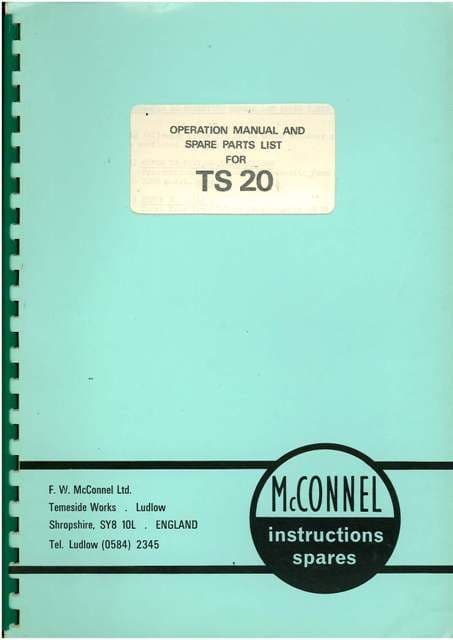 OPERATION MANUAL AND
SPARE PARTS LIST
FOR
TS 20
F. W. McConnel Ltd.
Temeside Works . Ludlow
Shropshire, SY8 1OL . ENGLAND
Tel. Ludlow (0584) 2345
McCONNEL
instructions
spares